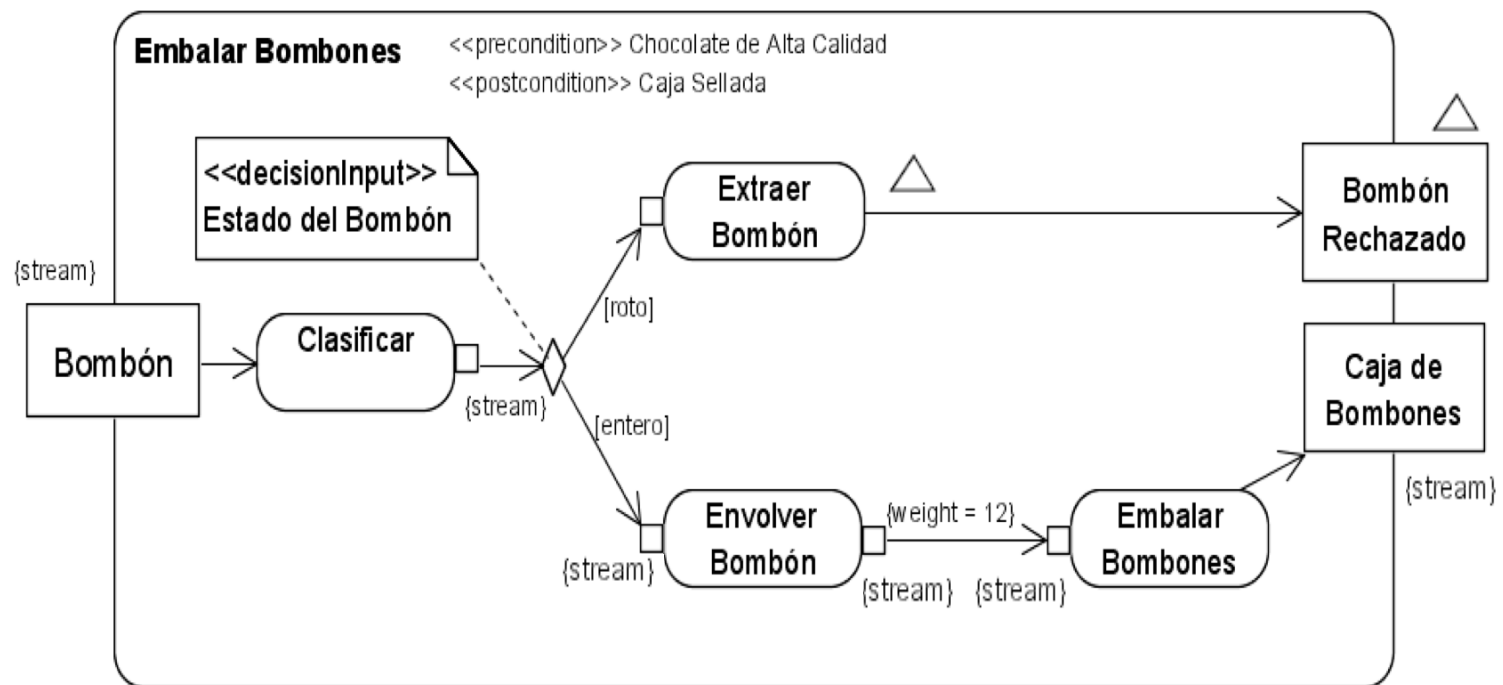 Embalar Bombones
<<precondition>> Chocolate de Alta Calidad
<<postcondition>> Caja Sellada
<<decisionInput>>
Estado del Bombón
{stream}
Bombón
Clasificar
{stream}
[roto]
[entero]
Extraer
Bombón
Bombón
Rechazado
Caja de
Bombones
{stream}
{stream}
Envolver
Bombón
{stream}
{weight = 12}
{stream}
Embalar
Bombones